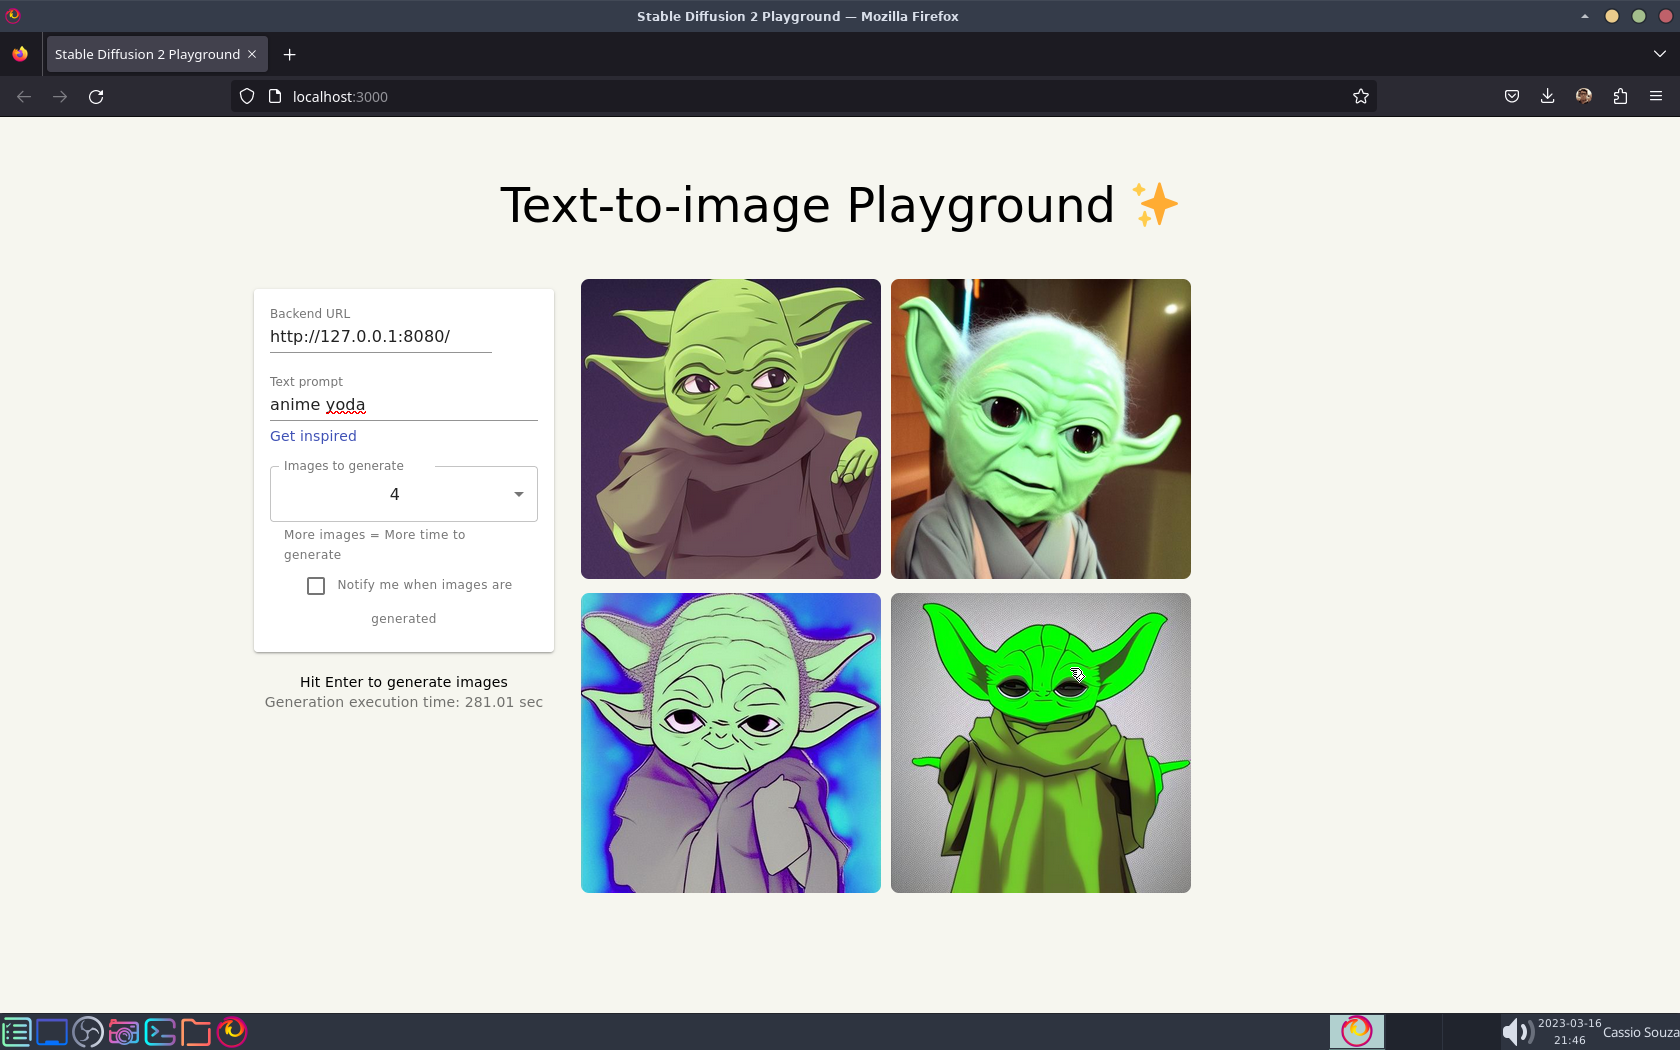 Stable Diffusion 2 Playground — Mozilla Firefox
Stable Diffusion 2 Playground
localhost:3000
Text-to-image Playground ✨
Backend URL
http://127.0.0.1:8080/
Text prompt
anime yoda
Get inspired
Images to generate
4
More images = More time to
generate
Notify me when images are
generated
Hit Enter to generate images
Generation execution time: 281.01 sec
2023-03-16
21:46
Cassio Souza